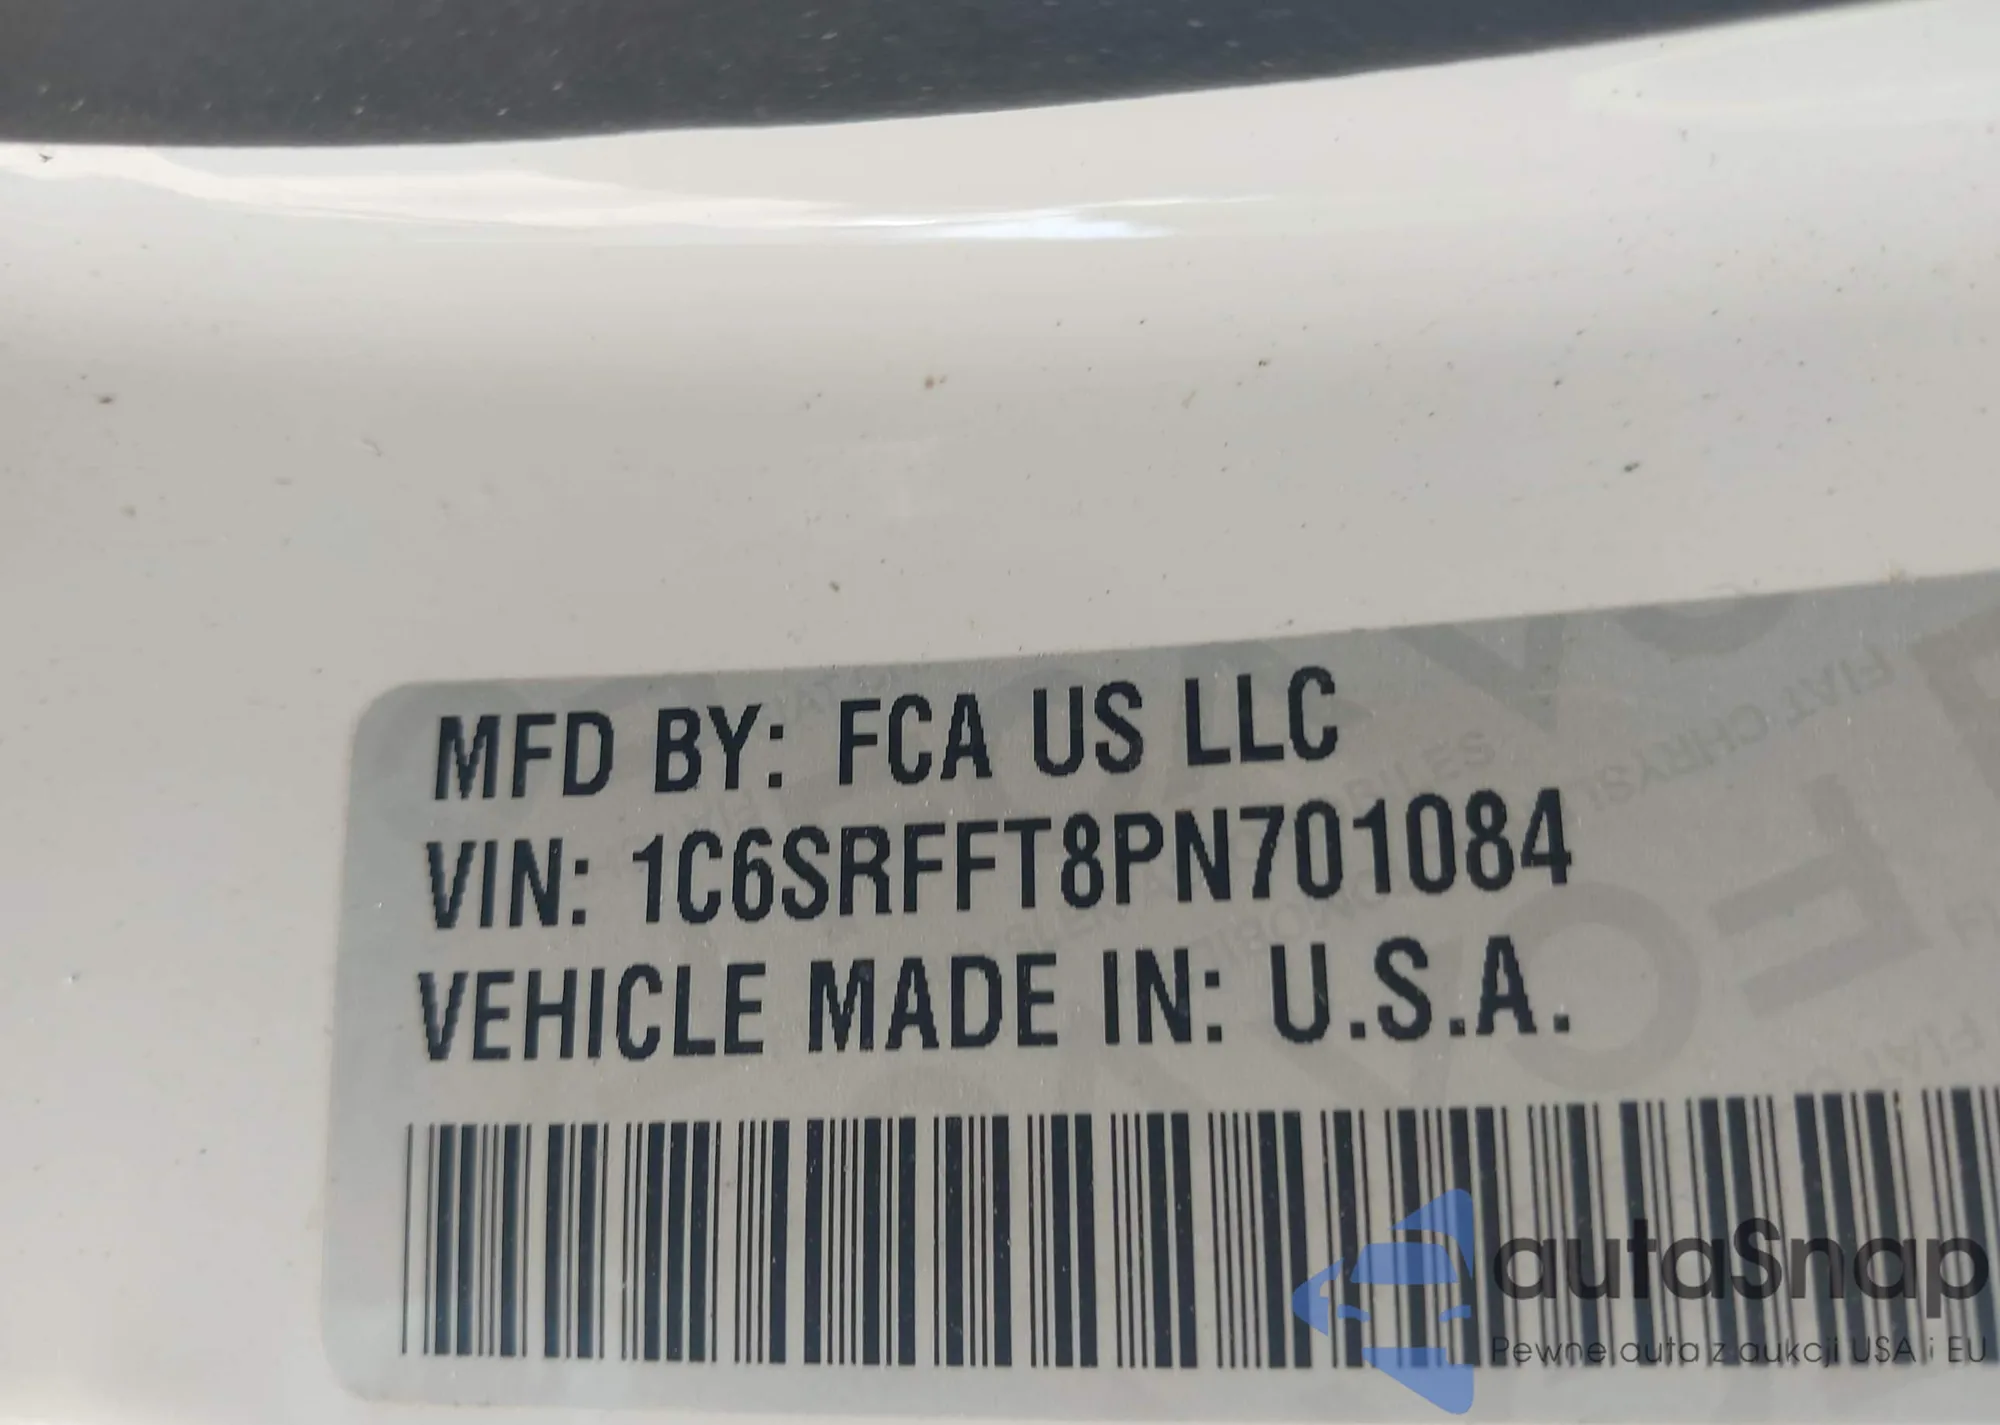 MFD BY: FCA US LLC
VIN: 1C6SRFFT8PN701084
VEHICLE MADE IN: U.S.A.
autaSnap
Pewne auta z aukcji USA i EU